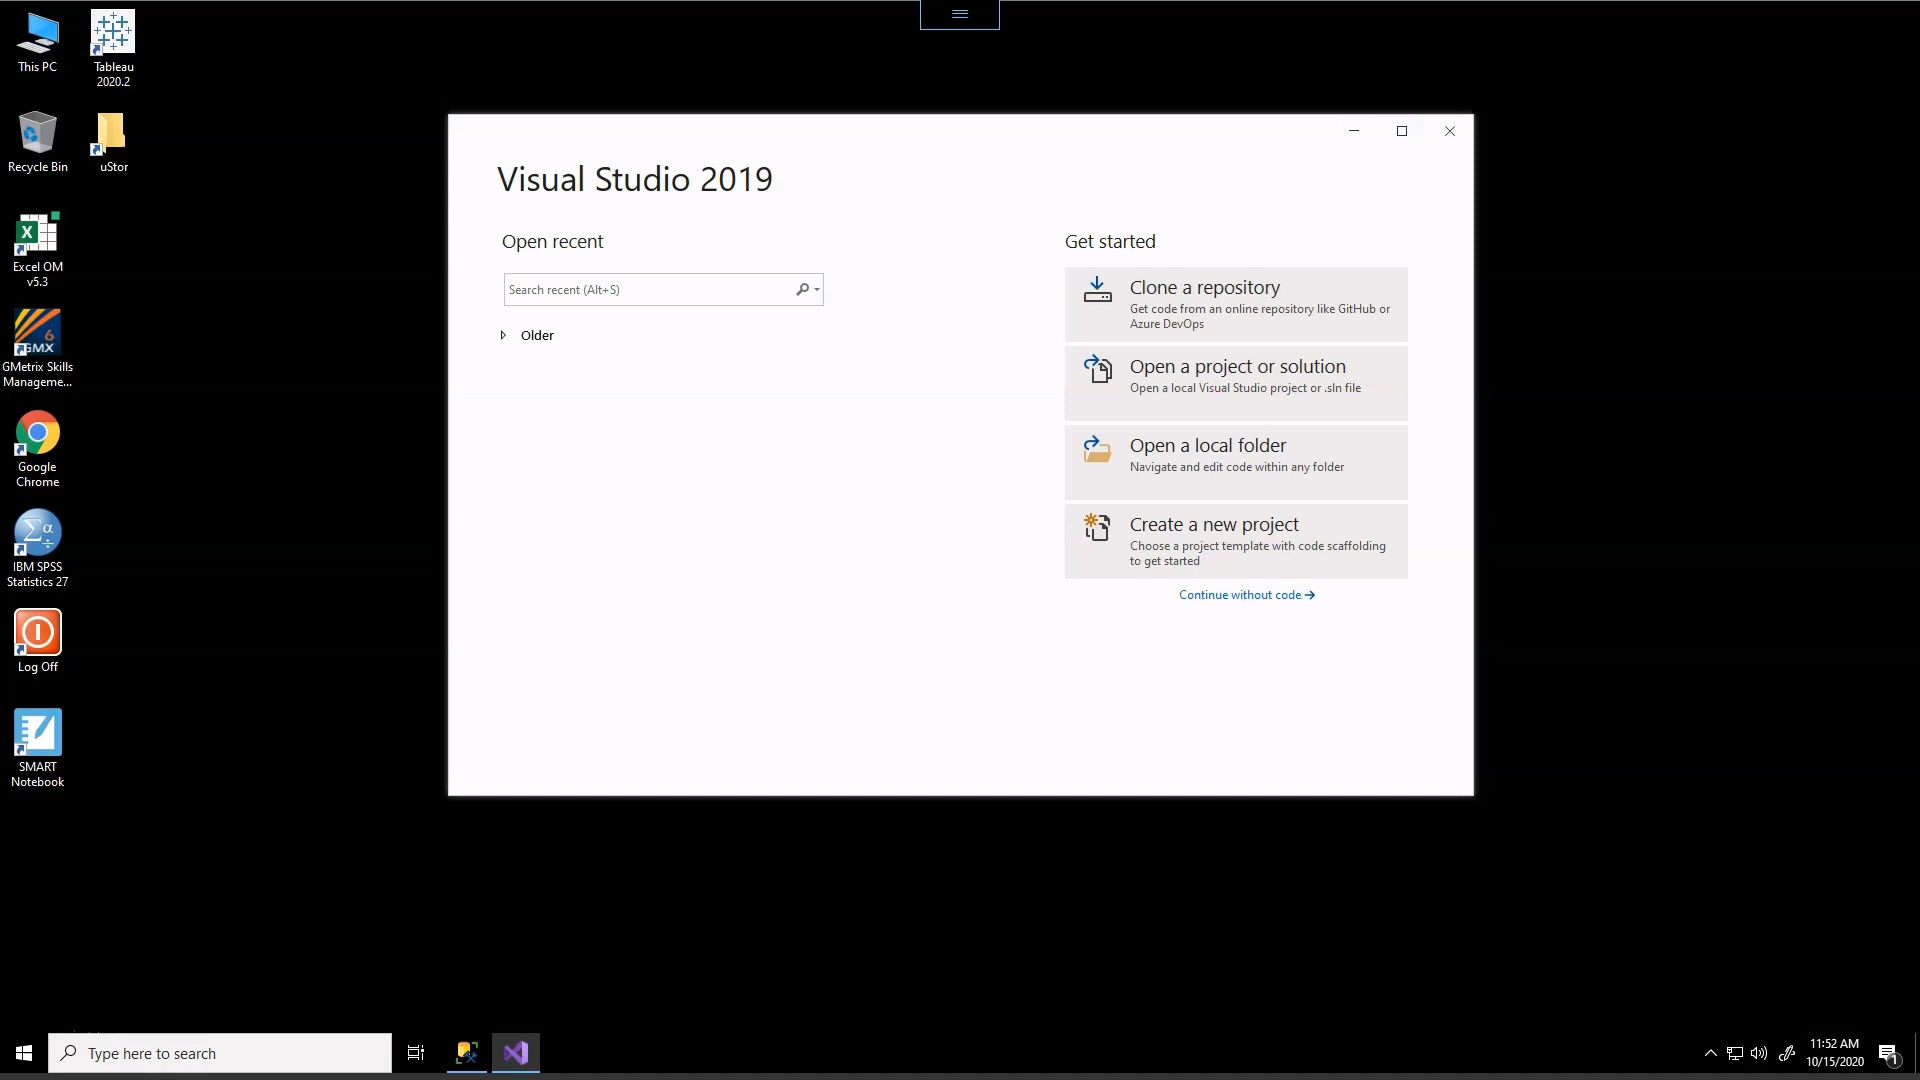 This PC
Tableau
2020.2
Recycle Bin
uStor
Excel OM
v5.3
GMetrix Skills
Manageme...
Google
Chrome
IBM SPSS
Statistics 27
Log Off
SMART
Notebook
Visual Studio 2019
Open recent
Search recent (Alt+S)
Older
Get started
Clone a repository
Get code from an online repository like GitHub or
Azure DevOps
Open a project or solution
Open a local Visual Studio project or .sln file
Open a local folder
Navigate and edit code within any folder
Create a new project
Choose a project template with code scaffolding
to get started
Continue without code →
Type here to search
11:52 AM
10/15/2020
1
X
6
GMX
Σα
÷